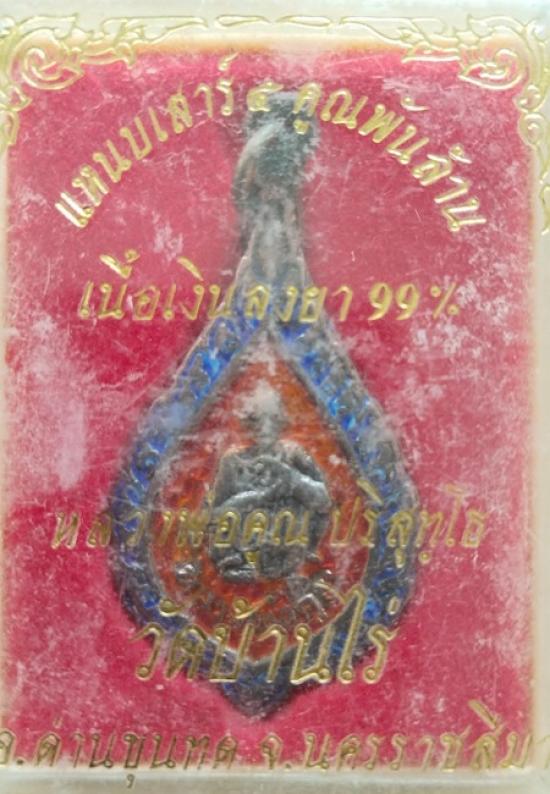 แหนบเสาร์ ๕ คูณพันล้าน
เนื้อเงินลงยา 99%
หลวงพ่อคูณ ปริสุทฺโธ
วัดบ้านไร่
อ.ด่านขุนทด จ.นครราชสีมา